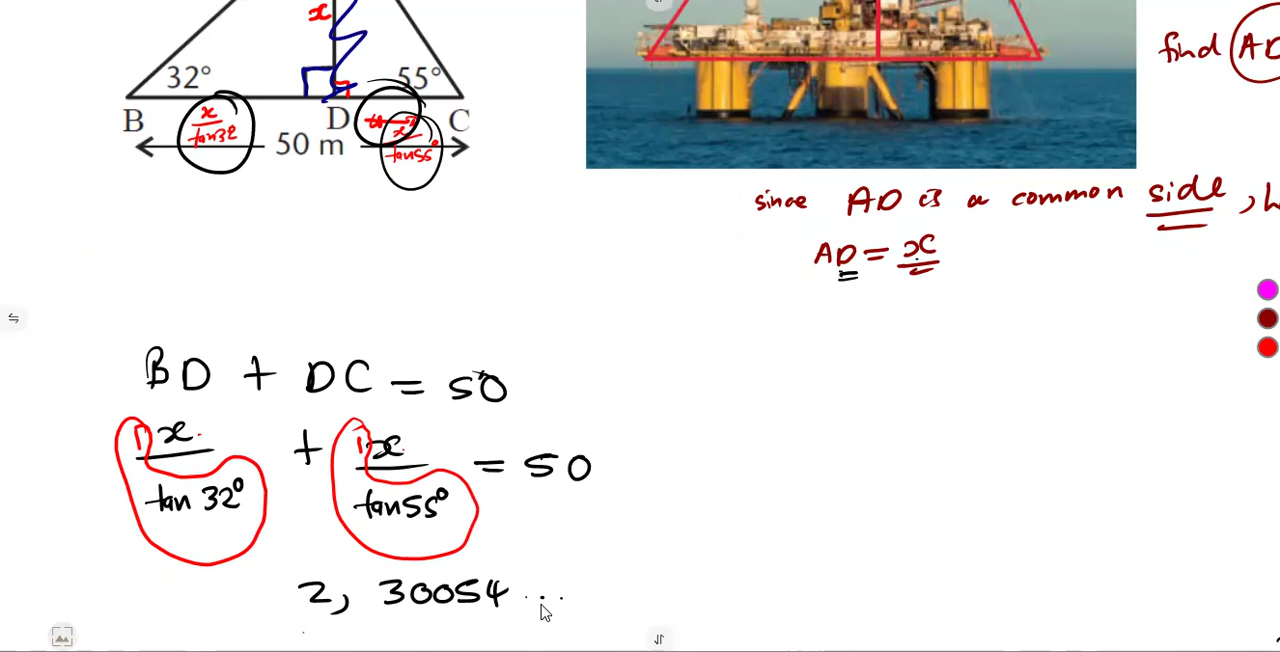 x
32° 55°
B D C
x
tan32
x
tan55°
50 m
find AD
since AD is a common side,
AD = x
BD + DC = 50
1x/tan 32° + 1x/tan55° = 50
2, 30054 ...